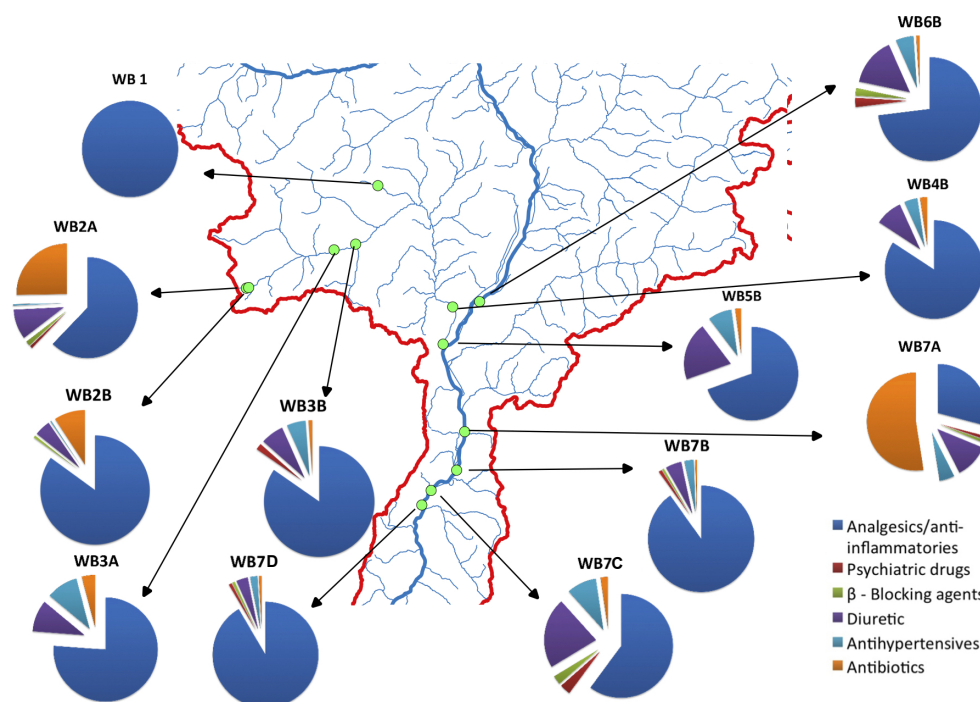 WB6B
WB 1
WB4B
WB2A
WB5B
WB7A
WB2B
WB3B
WB7B
WB3A
WB7D
WB7C
Analgesics/anti-
inflammatories
Psychiatric drugs
β - Blocking agents
Diuretic
Antihypertensives
Antibiotics